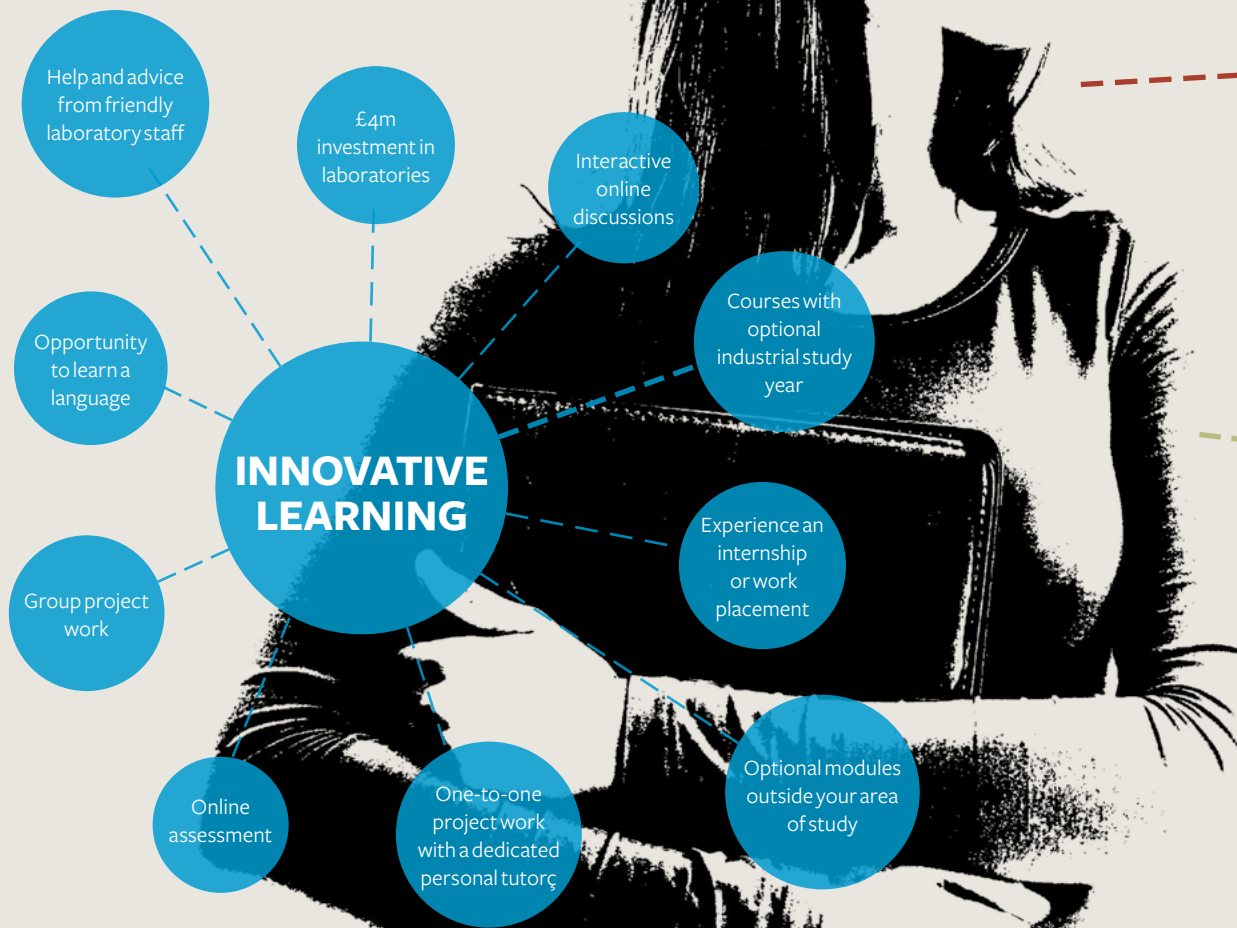 Help and advice
from friendly
laboratory staff
£4m
investment in
laboratories
Interactive
online
discussions
Courses with
optional
industrial study
year
Opportunity
to learn a
language
INNOVATIVE
LEARNING
Experience an
internship
or work
placement
Group project
work
Optional modules
outside your area
of study
Online
assessment
One-to-one
project work
with a dedicated
personal tutorç